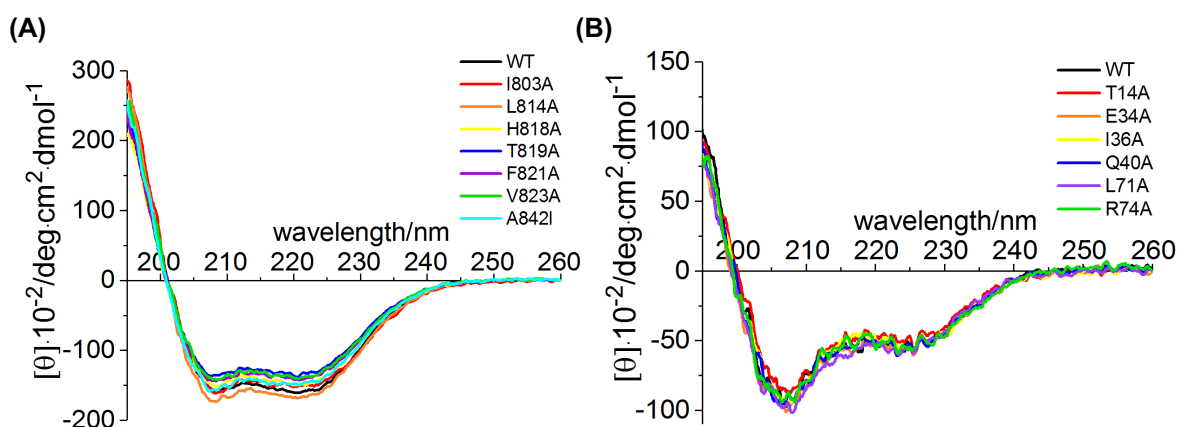 (A)
[θ]·10⁻²/deg·cm²·dmol⁻¹
300
200
100
0
-100
-200
WT
I803A
L814A
H818A
T819A
F821A
V823A
A842I
wavelength/nm
200 210 220 230 240 250 260
(B)
[θ]·10⁻²/deg·cm²·dmol⁻¹
150
100
50
0
-50
-100
WT
T14A
E34A
I36A
Q40A
L71A
R74A
wavelength/nm
200 210 220 230 240 250 260